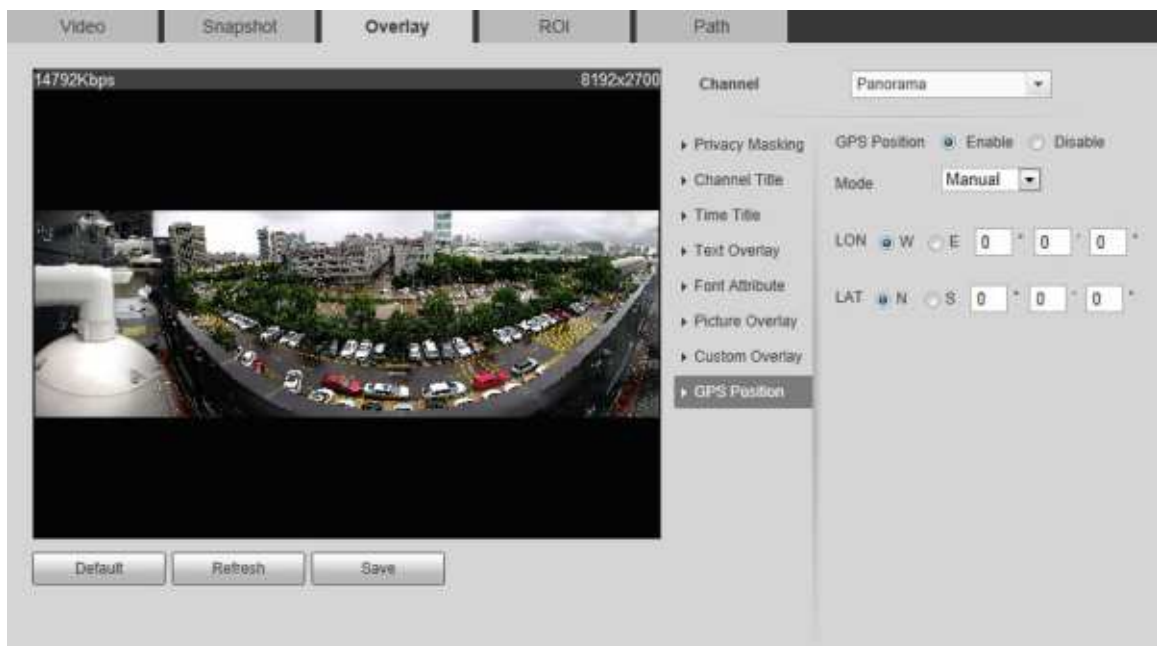 Video Snapshot Overlay ROI Path
14792Kbps 8192x2700
Channel Panorama
Privacy Masking
Channel Title
Time Title
Text Overlay
Font Attribute
Picture Overlay
Custom Overlay
GPS Position
GPS Position Enable Disable
Mode Manual
LON W E 0 ° 0 ' 0 "
LAT N S 0 ° 0 ' 0 "
Default Refresh Save